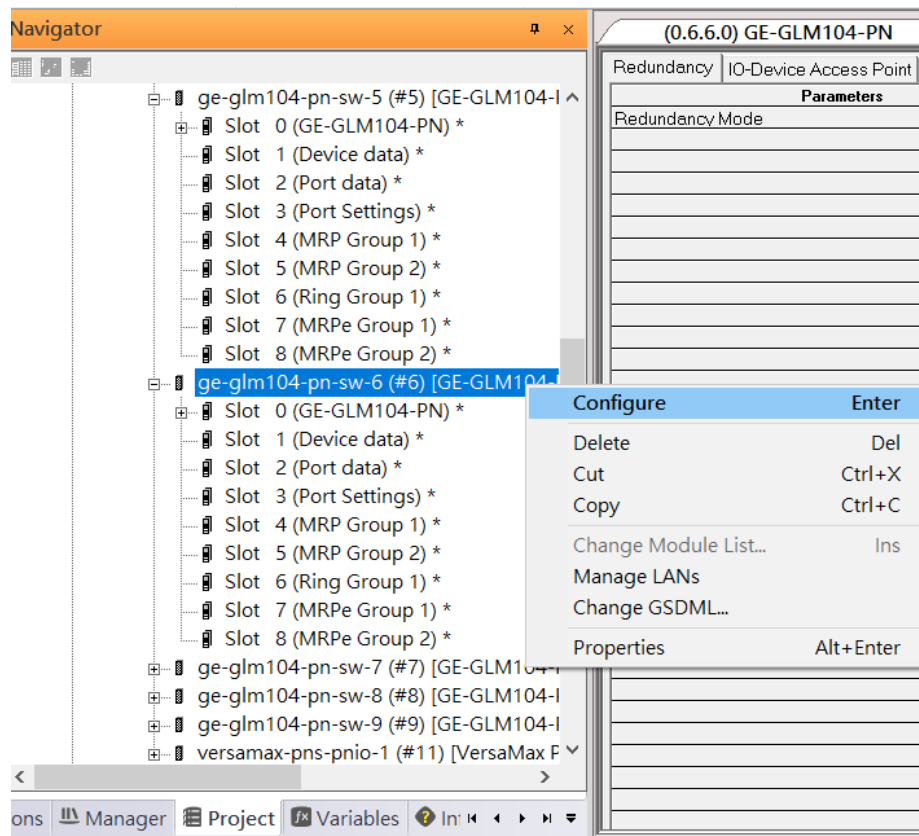 Navigator
(0.6.6.0) GE-GLM104-PN
Redundancy
IO-Device Access Point
Parameters
Redundancy Mode
ge-glm104-pn-sw-5 (#5) [GE-GLM104-
Slot 0 (GE-GLM104-PN) *
Slot 1 (Device data) *
Slot 2 (Port data) *
Slot 3 (Port Settings) *
Slot 4 (MRP Group 1) *
Slot 5 (MRP Group 2) *
Slot 6 (Ring Group 1) *
Slot 7 (MRPe Group 1) *
Slot 8 (MRPe Group 2) *
ge-glm104-pn-sw-6 (#6) [GE-GLM104-
Slot 0 (GE-GLM104-PN) *
Slot 1 (Device data) *
Slot 2 (Port data) *
Slot 3 (Port Settings) *
Slot 4 (MRP Group 1) *
Slot 5 (MRP Group 2) *
Slot 6 (Ring Group 1) *
Slot 7 (MRPe Group 1) *
Slot 8 (MRPe Group 2) *
ge-glm104-pn-sw-7 (#7) [GE-GLM104-
ge-glm104-pn-sw-8 (#8) [GE-GLM104-
ge-glm104-pn-sw-9 (#9) [GE-GLM104-
versamax-pns-pnio-1 (#11) [VersaMax P
Configure Enter
Delete Del
Cut Ctrl+X
Copy Ctrl+C
Change Module List... Ins
Manage LANs
Change GSDML...
Properties Alt+Enter
ons Manager Project Variables In